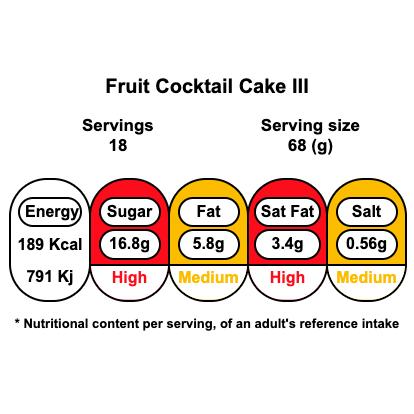 Fruit Cocktail Cake III
Servings
18
Serving size
68 (g)
Energy
189 Kcal
791 Kj
Sugar
16.8g
High
Fat
5.8g
Medium
Sat Fat
3.4g
High
Salt
0.56g
Medium
* Nutritional content per serving, of an adult's reference intake